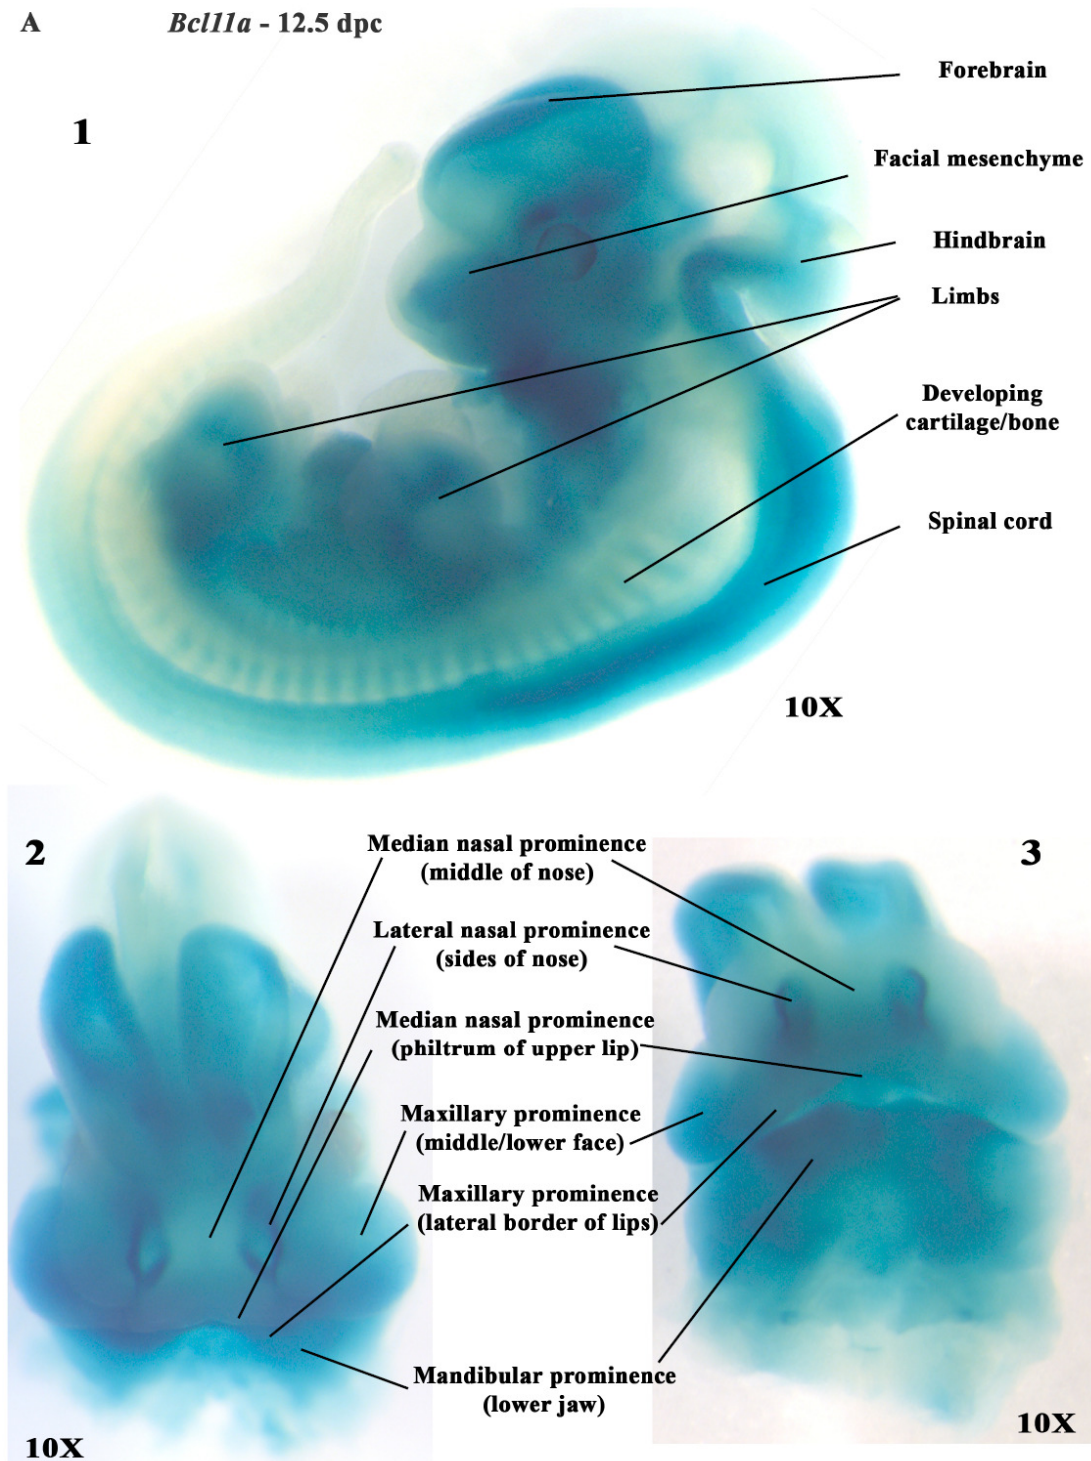 A
Bcl11a - 12.5 dpc
1
Forebrain
Facial mesenchyme
Hindbrain
Limbs
Developing
cartilage/bone
Spinal cord
10X
2
3
Median nasal prominence
(middle of nose)
Lateral nasal prominence
(sides of nose)
Median nasal prominence
(philtrum of upper lip)
Maxillary prominence
(middle/lower face)
Maxillary prominence
(lateral border of lips)
Mandibular prominence
(lower jaw)
10X
10X